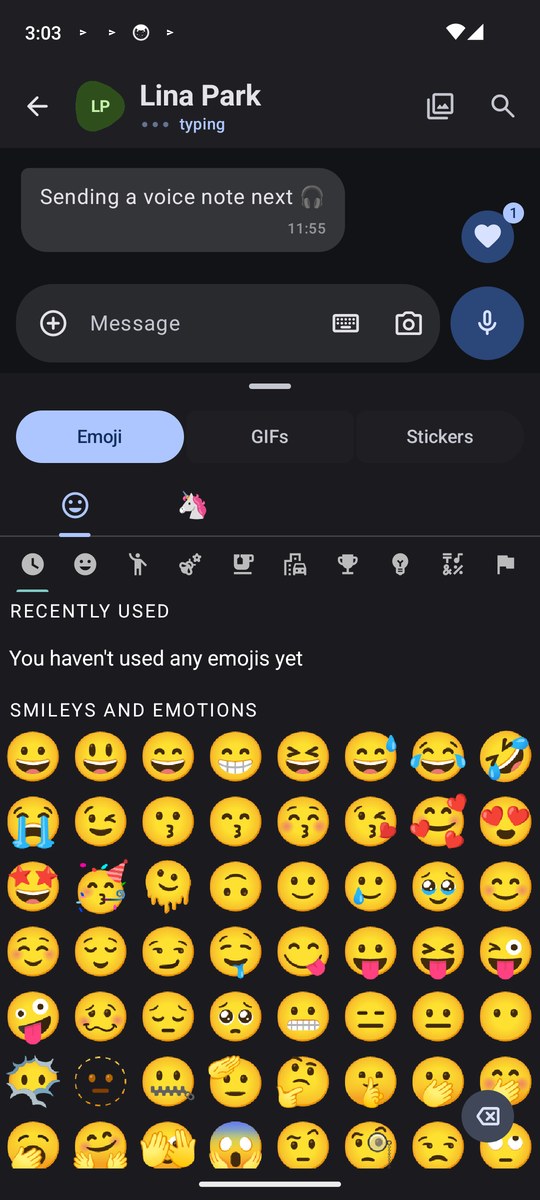 3:03
LP
Lina Park
typing
Sending a voice note next 🎧
11:55
1
Message
Emoji
GIFs
Stickers
RECENTLY USED
You haven't used any emojis yet
SMILEYS AND EMOTIONS